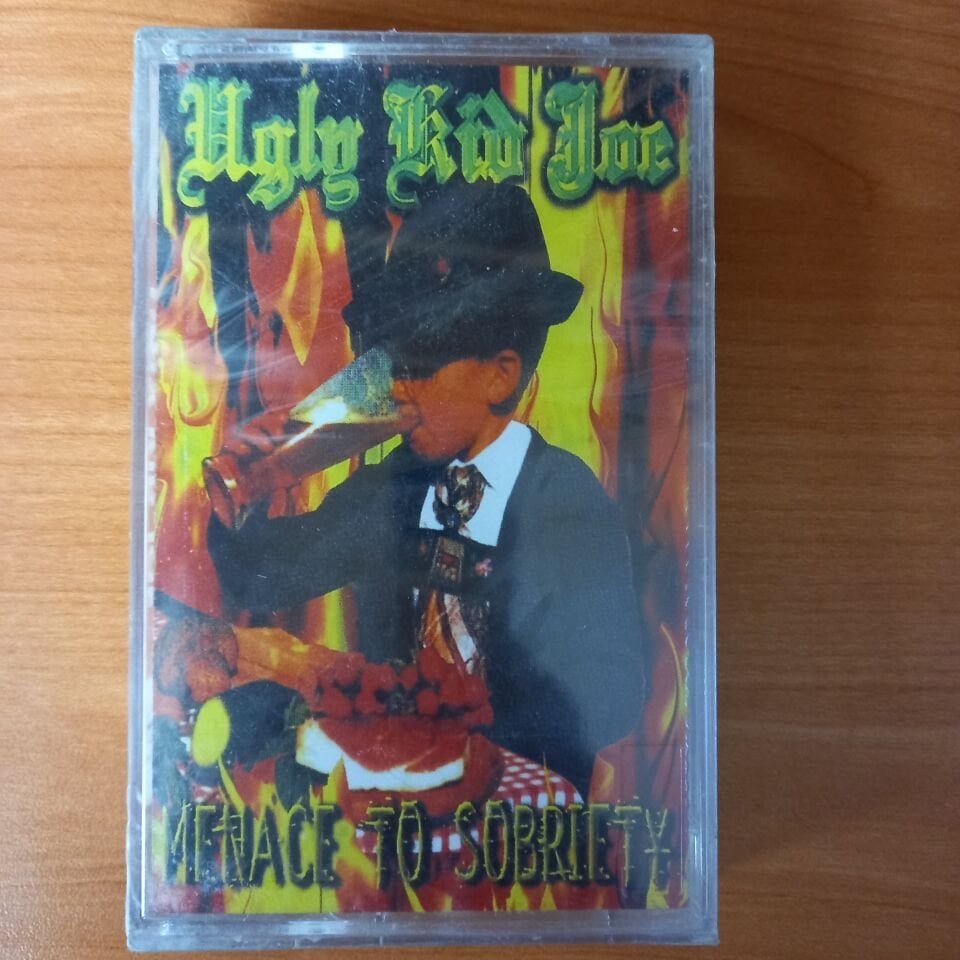 Ugly Kid Joe
MENACE TO SOBRIETY